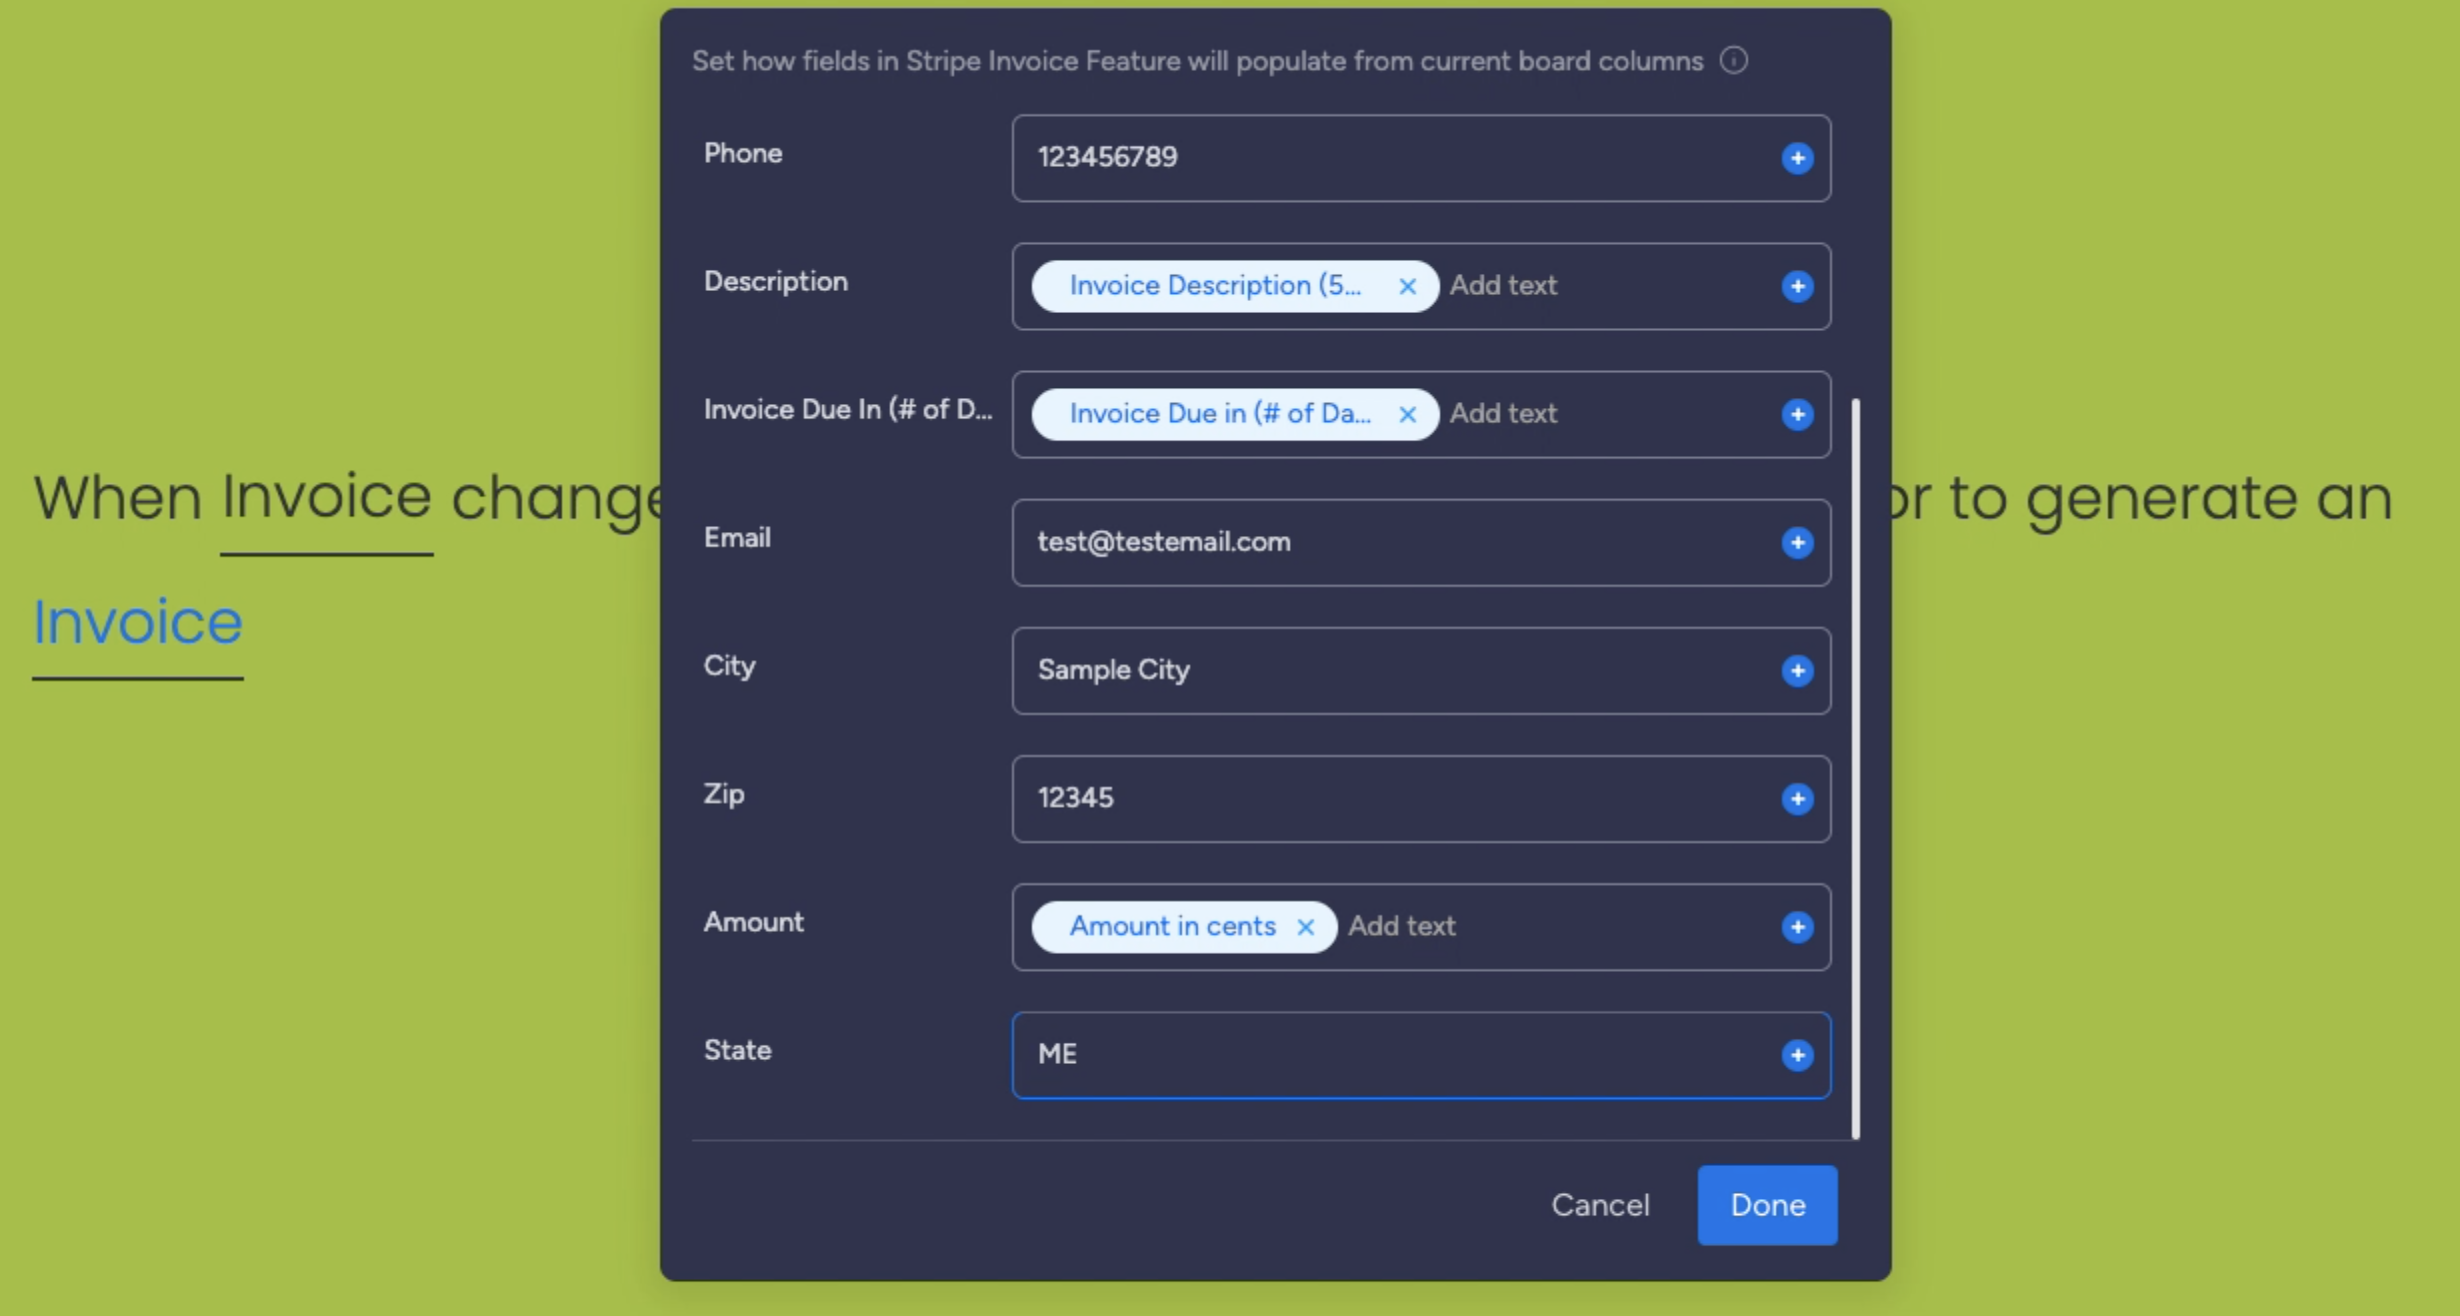 Set how fields in Stripe Invoice Feature will populate from current board columns
Phone
123456789
Description
Invoice Description (5... Add text
Invoice Due In (# of D...
Invoice Due in (# of Da... Add text
When Invoice change
or to generate an
Invoice
Email
test@testemail.com
City
Sample City
Zip
12345
Amount
Amount in cents Add text
State
ME
Cancel
Done